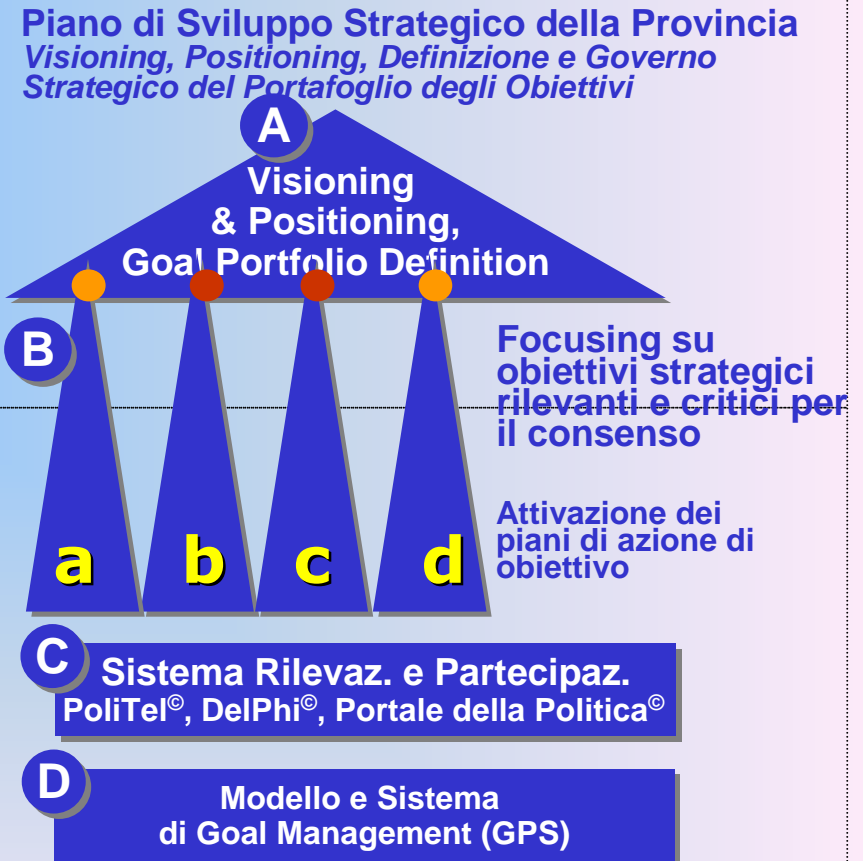 Piano di Sviluppo Strategico della Provincia
Visioning, Positioning, Definizione e Governo
Strategico del Portafoglio degli Obiettivi
A
Visioning
& Positioning,
Goal Portfolio Definition
B
Focusing su
obiettivi strategici
rilevanti e critici per
il consenso
Attivazione dei
piani di azione di
obiettivo
a b c d
C
Sistema Rilevaz. e Partecipaz.
PoliTel©, DelPhi©, Portale della Politica©
D
Modello e Sistema
di Goal Management (GPS)